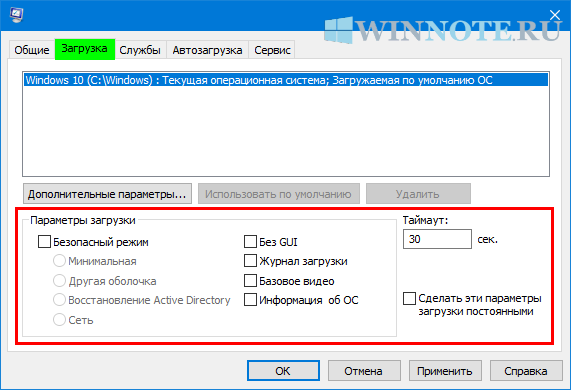 WINNOTE.RU
Общие Загрузка Службы Автозагрузка Сервис
Windows 10 (C:\Windows) : Текущая операционная система; Загружаемая по умолчанию ОС
Дополнительные параметры... Использовать по умолчанию Удалить
Параметры загрузки
Таймаут:
Безопасный режим
Без GUI
30 сек.
Минимальная
Журнал загрузки
Другая оболочка
Базовое видео
Восстановление Active Directory
Информация об ОС
Сделать эти параметры
загрузки постоянными
Сеть
ОК Отмена Применить Справка